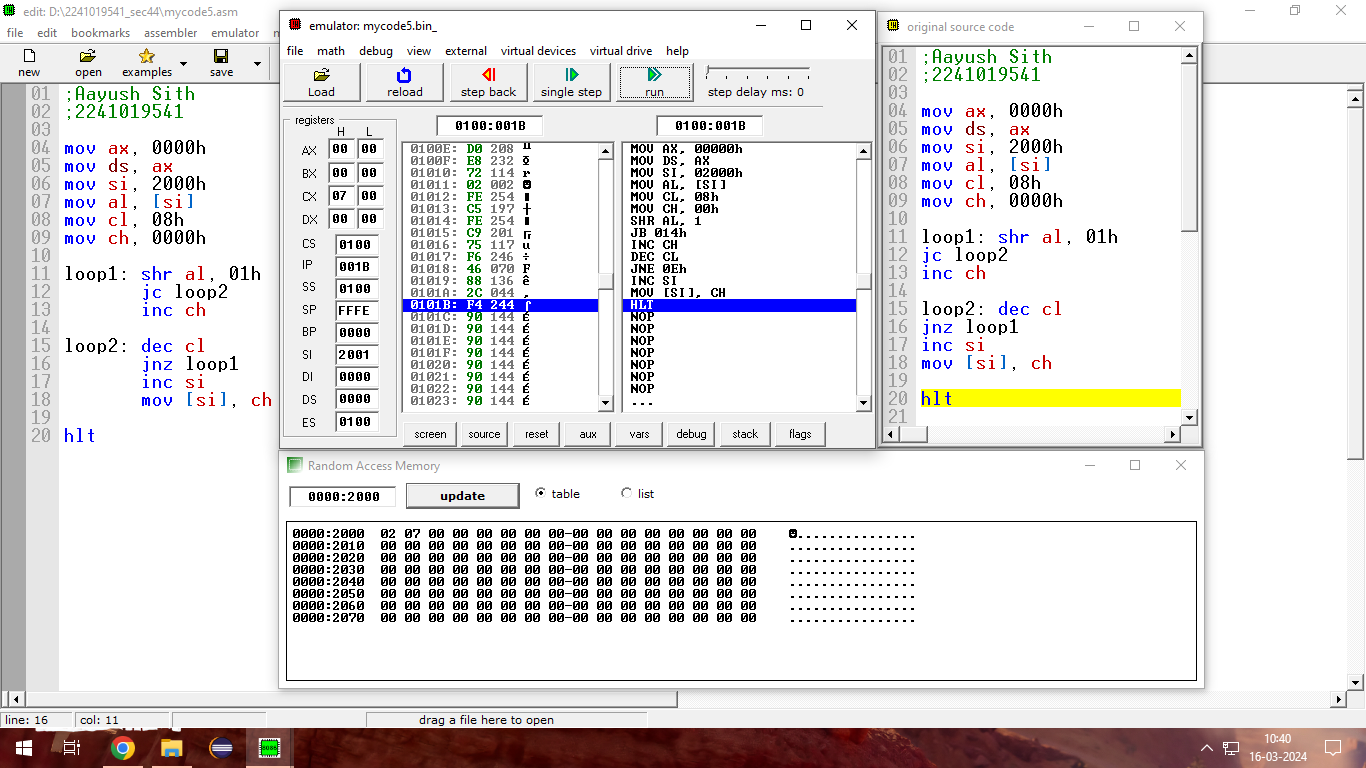 edit: D:\2241019541_sec44\mycode5.asm
file edit bookmarks assembler emulator
new open examples save
01 ;Aayush Sith
02 ;2241019541
03
04 mov ax, 0000h
05 mov ds, ax
06 mov si, 2000h
07 mov al, [si]
08 mov cl, 08h
09 mov ch, 0000h
10
11 loop1: shr al, 01h
12 jc loop2
13 inc ch
14
15 loop2: dec cl
16 jnz loop1
17 inc si
18 mov [si], ch
19
20 hlt
line: 16 col: 11 drag a file here to open
emulator: mycode5.bin_
file math debug view external virtual devices virtual drive help
Load reload step back single step run step delay ms: 0
registers
H L
AX 00 00
BX 00 00
CX 07 00
DX 00 00
CS 0100
IP 001B
SS 0100
SP FFFE
BP 0000
SI 2001
DI 0000
DS 0000
ES 0100
0100:001B 0100:001B
0100E: D0 208
0100F: E8 232
01010: 72 114 r
01011: 02 002
01012: FE 254
01013: C5 197
01014: FE 254
01015: C9 201
01016: 75 117 u
01017: F6 246 ÷
01018: 46 070 F
01019: 88 136 ê
0101A: 2C 044 ,
0101B: F4 244 ⌠
0101C: 90 144 É
0101D: 90 144 É
0101E: 90 144 É
0101F: 90 144 É
01020: 90 144 É
01021: 90 144 É
01022: 90 144 É
01023: 90 144 É
MOV AX, 00000h
MOV DS, AX
MOV SI, 02000h
MOV AL, [SI]
MOV CL, 08h
MOV CH, 00h
SHR AL, 1
JB 014h
INC CH
DEC CL
JNE 0Eh
INC SI
MOV [SI], CH
HLT
NOP
NOP
NOP
NOP
NOP
NOP
NOP
...
screen source reset aux vars debug stack flags
original source code
01 ;Aayush Sith
02 ;2241019541
03
04 mov ax, 0000h
05 mov ds, ax
06 mov si, 2000h
07 mov al, [si]
08 mov cl, 08h
09 mov ch, 0000h
10
11 loop1: shr al, 01h
12 jc loop2
13 inc ch
14
15 loop2: dec cl
16 jnz loop1
17 inc si
18 mov [si], ch
19
20 hlt
21
Random Access Memory
0000:2000 update table list
0000:2000 02 07 00 00 00 00 00 00-00 00 00 00 00 00 00 00 ☻...............
0000:2010 00 00 00 00 00 00 00 00-00 00 00 00 00 00 00 00 ................
0000:2020 00 00 00 00 00 00 00 00-00 00 00 00 00 00 00 00 ................
0000:2030 00 00 00 00 00 00 00 00-00 00 00 00 00 00 00 00 ................
0000:2040 00 00 00 00 00 00 00 00-00 00 00 00 00 00 00 00 ................
0000:2050 00 00 00 00 00 00 00 00-00 00 00 00 00 00 00 00 ................
0000:2060 00 00 00 00 00 00 00 00-00 00 00 00 00 00 00 00 ................
0000:2070 00 00 00 00 00 00 00 00-00 00 00 00 00 00 00 00 ................
10:40
16-03-2024